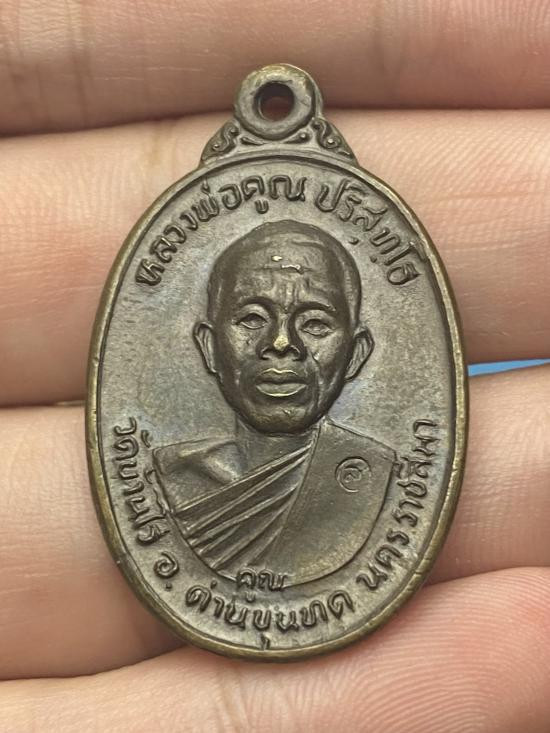 หลวงพ่อคูณ ปริสุทฺโธ
คูณ
วัดบ้านไร่ อ. ด่านขุนทด นครราชสีมา